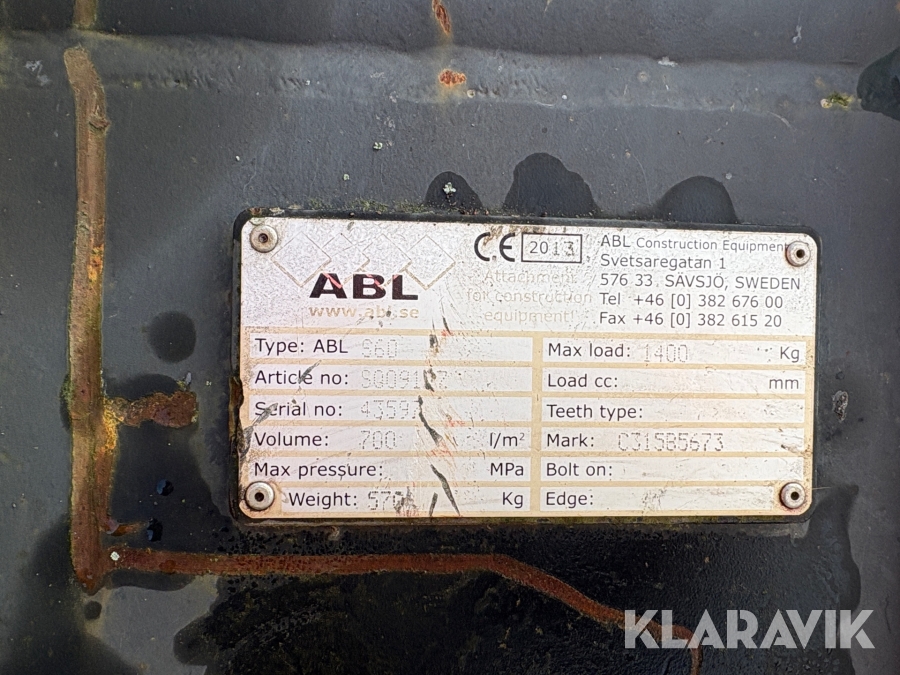 ABL
www.abl.se
CE 2013
Attachment
for construction
equipment!
ABL Construction Equipment
Svetsaregatan 1
576 33 SÄVSJÖ, SWEDEN
Tel +46 [0] 382 676 00
Fax +46 [0] 382 615 20
Type: ABL S60
Article no:
Serial no:
Volume: 700 l/m²
Max pressure: MPa
Weight: Kg
Max load: 1400 Kg
Load cc: mm
Teeth type:
Mark: C315B5673
Bolt on:
Edge:
KLARAVIK